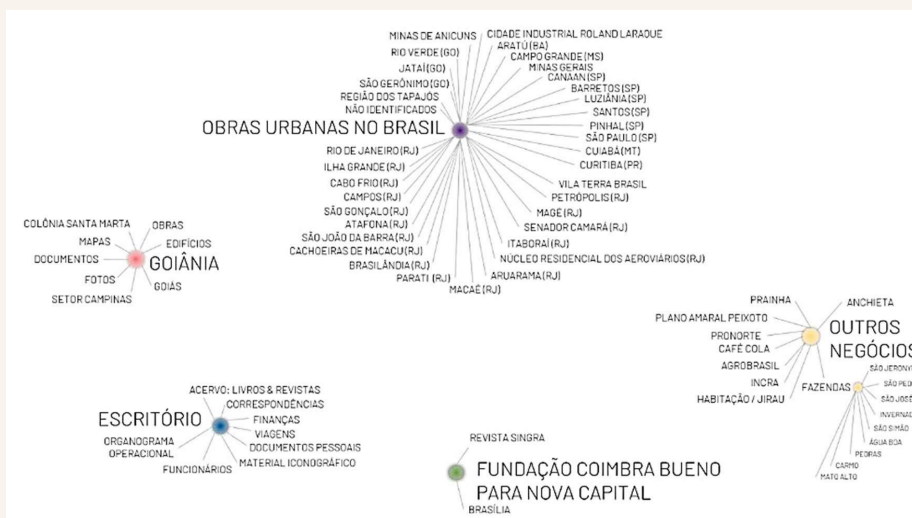 MINAS DE ANICUNS
CIDADE INDUSTRIAL ROLAND LARAQUE
RIO VERDE (GO)
ARATÚ (BA)
CAMPO GRANDE (MS)
JATAÍ (GO)
MINAS GERAIS
CANAAN (SP)
SÃO GERÔNIMO (GO)
BARRETOS (SP)
REGIÃO DOS TAPAJÓS
LUZIÂNIA (SP)
NÃO IDENTIFICADOS
SANTOS (SP)
OBRAS URBANAS NO BRASIL
PINHAL (SP)
SÃO PAULO (SP)
RIO DE JANEIRO (RJ)
CUIABÁ (MT)
ILHA GRANDE (RJ)
CURITIBA (PR)
CABO FRIO (RJ)
VILA TERRA BRASIL
CAMPOS (RJ)
PETRÓPOLIS (RJ)
SÃO GONÇALO (RJ)
MAGÉ (RJ)
ATAFONA (RJ)
SENADOR CAMARÁ (RJ)
SÃO JOÃO DA BARRA (RJ)
ITABORAÍ (RJ)
CACHOEIRAS DE MACACU (RJ)
NÚCLEO RESIDENCIAL DOS AEROVIÁRIOS (RJ)
BRASILÂNDIA (RJ)
ARUARAMA (RJ)
PARATI (RJ)
MACAÉ (RJ)
COLÔNIA SANTA MARTA
OBRAS
MAPAS
EDIFÍCIOS
DOCUMENTOS
GOIÂNIA
FOTOS
GOIÁS
SETOR CAMPINAS
PRAINHA
ANCHIETA
PLANO AMARAL PEIXOTO
OUTROS
NEGÓCIOS
PRONORTE
CAFÉ COLA
AGROBRASIL
INCRA
HABITAÇÃO / JIRAU
FAZENDAS
SÃO JERONY
SÃO PED
SÃO JOSÉ
INVERNAD
SÃO SIMÃO
ÁGUA BOA
PEDRAS
CARMO
MATO ALTO
ACERVO: LIVROS & REVISTAS
CORRESPONDÊNCIAS
ESCRITÓRIO
FINANÇAS
VIAGENS
ORGANOGRAMA
OPERACIONAL
DOCUMENTOS PESSOAIS
MATERIAL ICONOGRÁFICO
FUNCIONÁRIOS
REVISTA SINGRA
FUNDAÇÃO COIMBRA BUENO
PARA NOVA CAPITAL
BRASÍLIA